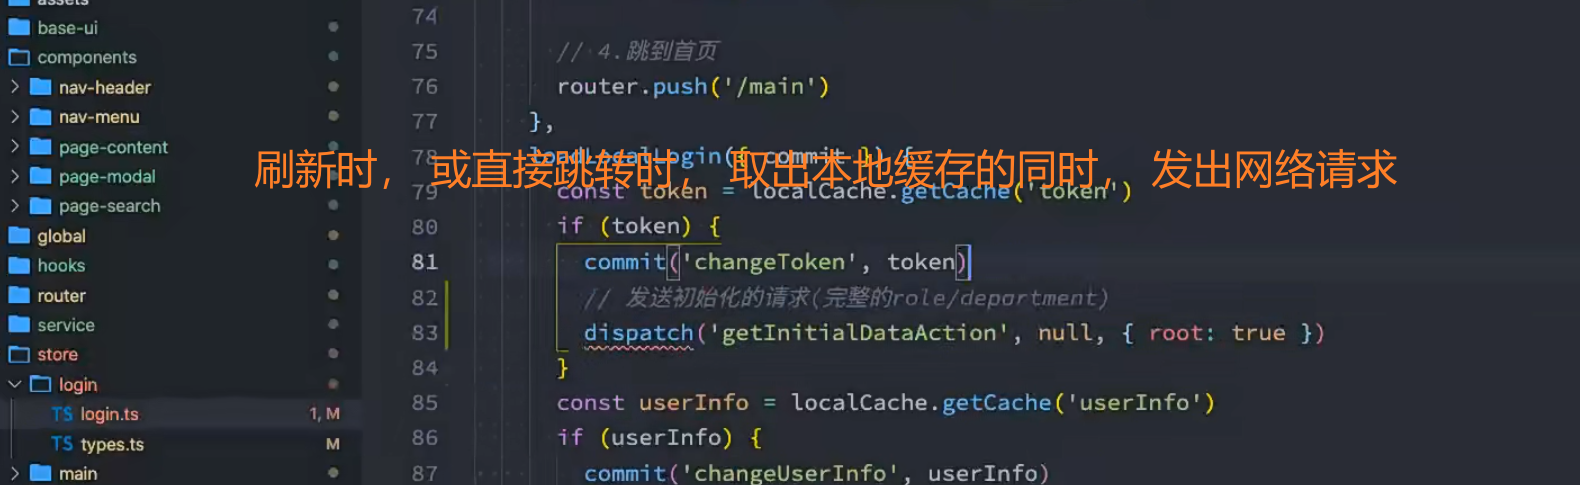 assets
base-ui
components
nav-header
nav-menu
page-content
page-modal
page-search
global
hooks
router
service
store
login
TS login.ts 1, M
TS types.ts M
main
74
75 // 4.跳到首页
76 router.push('/main')
77 },
78 loadLocalLogin({ commit }) {
刷新时， 或直接跳转时， 取出本地缓存的同时， 发出网络请求
79 const token = localCache.getCache('token')
80 if (token) {
81 commit('changeToken', token)
82 // 发送初始化的请求(完整的role/department)
83 dispatch('getInitialDataAction', null, { root: true })
84 }
85 const userInfo = localCache.getCache('userInfo')
86 if (userInfo) {
87 commit('changeUserInfo', userInfo)